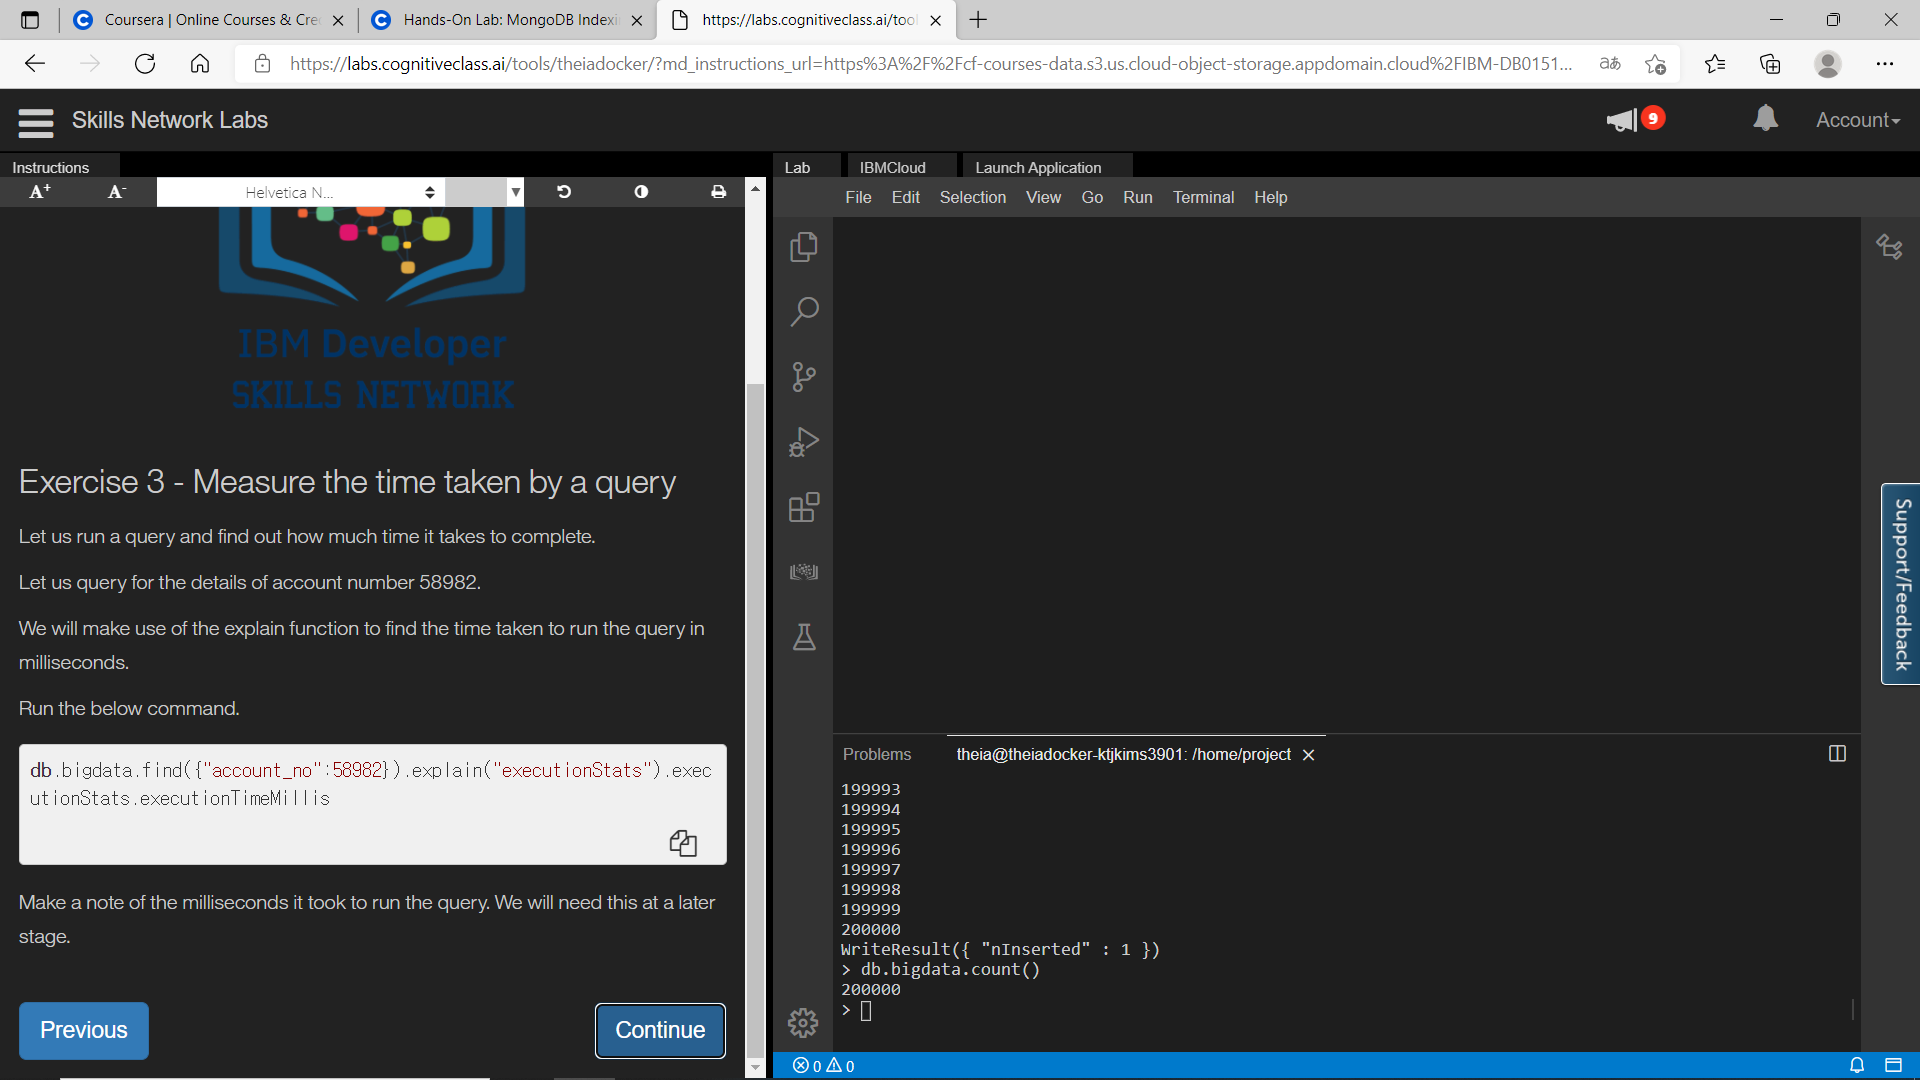 Coursera | Online Courses & Cre
Hands-On Lab: MongoDB Indexi
https://labs.cognitiveclass.ai/tool
https://labs.cognitiveclass.ai/tools/theiadocker/?md_instructions_url=https%3A%2F%2Fcf-courses-data.s3.us.cloud-object-storage.appdomain.cloud%2FIBM-DB0151...
Skills Network Labs
9
Account
Instructions
Lab
IBMCloud
Launch Application
A+
A-
Helvetica N...
File Edit Selection View Go Run Terminal Help
IBM Developer
SKILLS NETWORK
Exercise 3 - Measure the time taken by a query
Let us run a query and find out how much time it takes to complete.
Let us query for the details of account number 58982.
We will make use of the explain function to find the time taken to run the query in
milliseconds.
Run the below command.
db.bigdata.find({"account_no":58982}).explain("executionStats").exec
utionStats.executionTimeMillis
Make a note of the milliseconds it took to run the query. We will need this at a later
stage.
Previous
Continue
Problems
theia@theiadocker-ktjkims3901: /home/project
199993
199994
199995
199996
199997
199998
199999
200000
WriteResult({ "nInserted" : 1 })
> db.bigdata.count()
200000
>
0 0
Support/Feedback